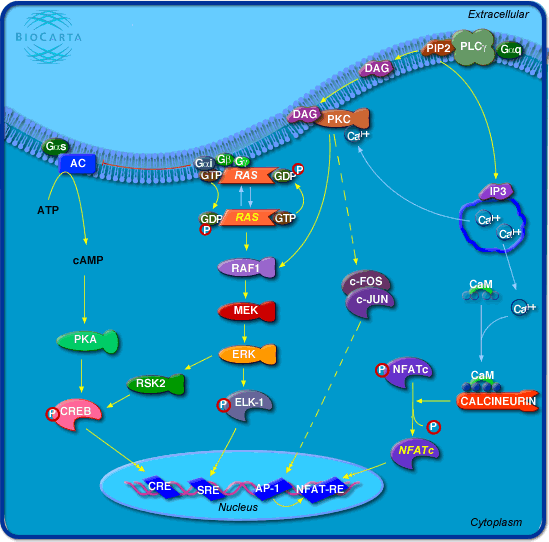 Extracellular
BIOCARTA
PIP2
PLCγ
Gαq
DAG
DAG
PKC
Ca++
Gαs
AC
Gαi
Gβ
Gγ
GTP
RAS
GDP
P
IP3
ATP
GDP
P
RAS
GTP
Ca++
Ca++
cAMP
RAF1
c-FOS
c-JUN
CaM
Ca++
MEK
PKA
ERK
RSK2
P
NFATc
CaM
CALCINEURIN
P
CREB
P
ELK-1
P
NFATc
CRE
SRE
AP-1
NFAT-RE
Nucleus
Cytoplasm